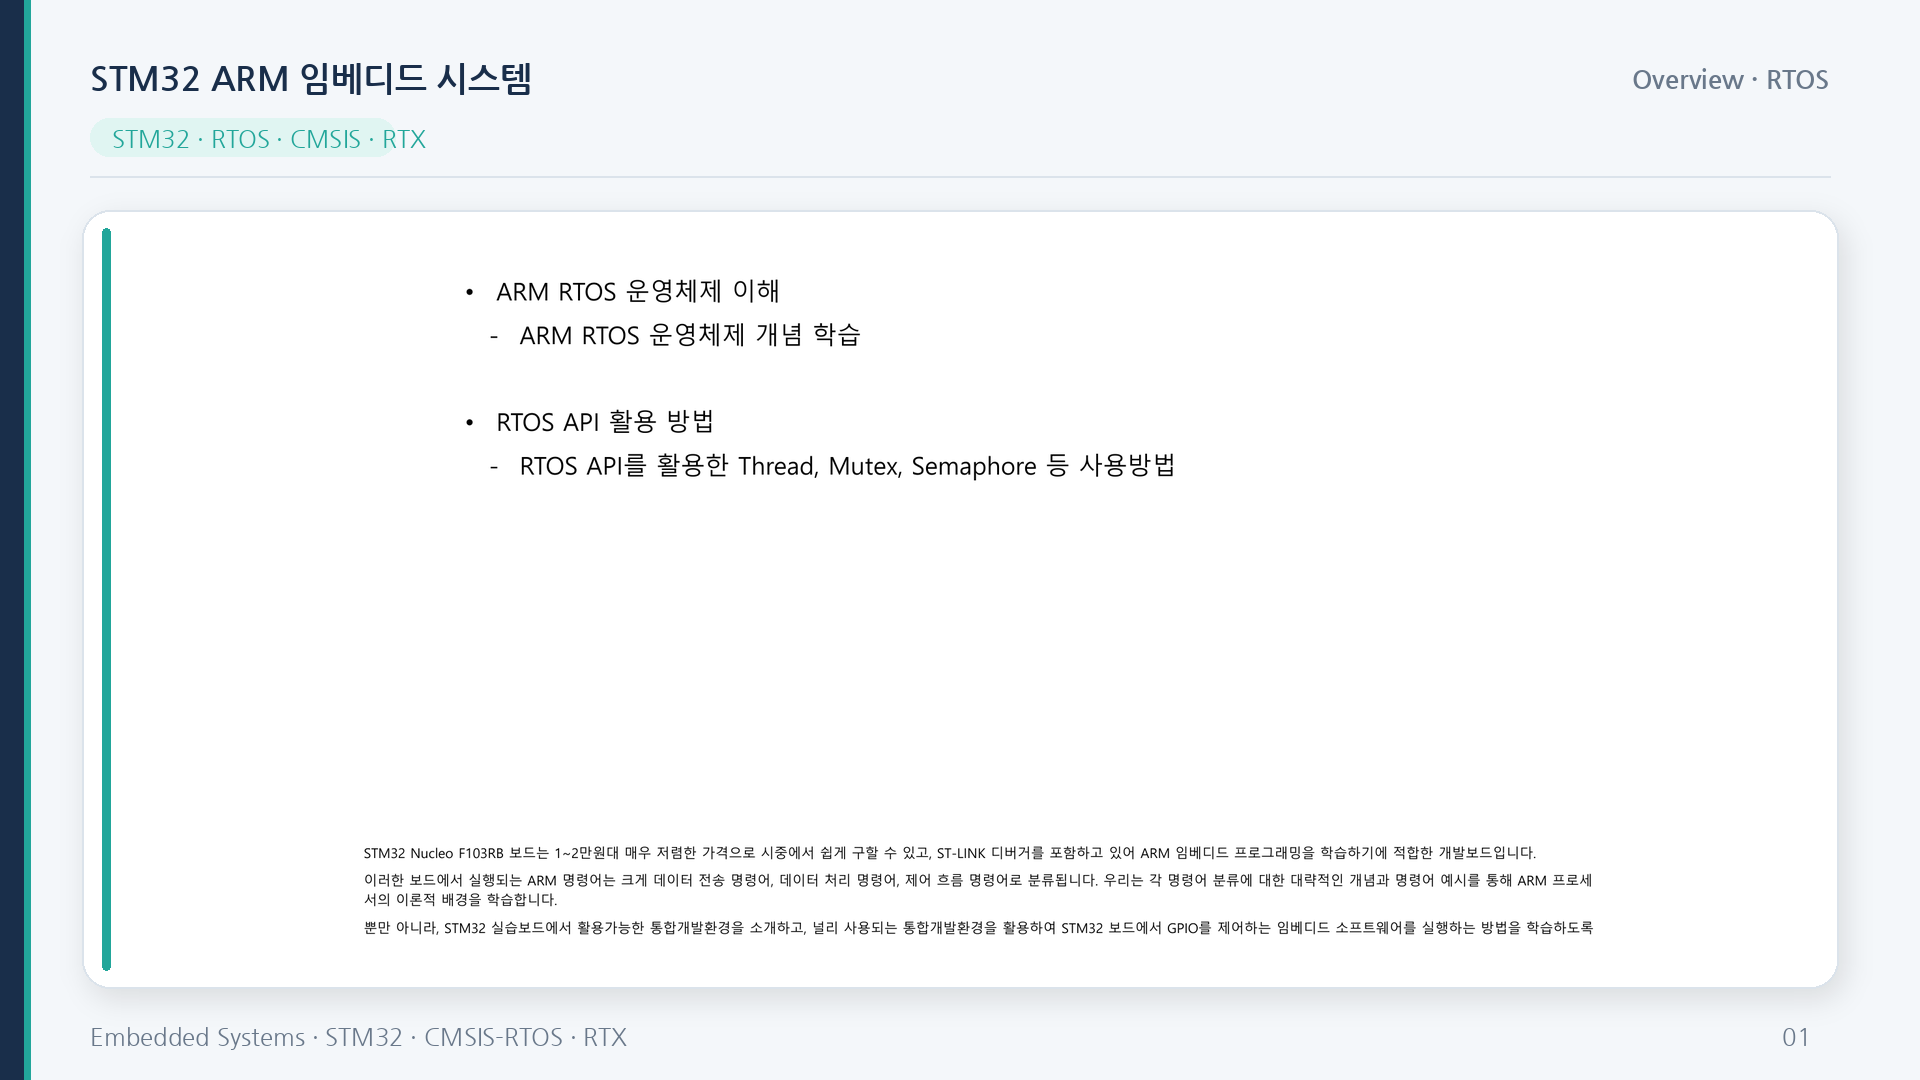 STM32 ARM 임베디드 시스템
Overview · RTOS
STM32 · RTOS · CMSIS · RTX
• ARM RTOS 운영체제 이해
- ARM RTOS 운영체제 개념 학습
• RTOS API 활용 방법
- RTOS API를 활용한 Thread, Mutex, Semaphore 등 사용방법
STM32 Nucleo F103RB 보드는 1~2만원대 매우 저렴한 가격으로 시중에서 쉽게 구할 수 있고, ST-LINK 디버거를 포함하고 있어 ARM 임베디드 프로그래밍을 학습하기에 적합한 개발보드입니다.
이러한 보드에서 실행되는 ARM 명령어는 크게 데이터 전송 명령어, 데이터 처리 명령어, 제어 흐름 명령어로 분류됩니다. 우리는 각 명령어 분류에 대한 대략적인 개념과 명령어 예시를 통해 ARM 프로세
서의 이론적 배경을 학습합니다.
뿐만 아니라, STM32 실습보드에서 활용가능한 통합개발환경을 소개하고, 널리 사용되는 통합개발환경을 활용하여 STM32 보드에서 GPIO를 제어하는 임베디드 소프트웨어를 실행하는 방법을 학습하도록
Embedded Systems · STM32 · CMSIS-RTOS · RTX
01